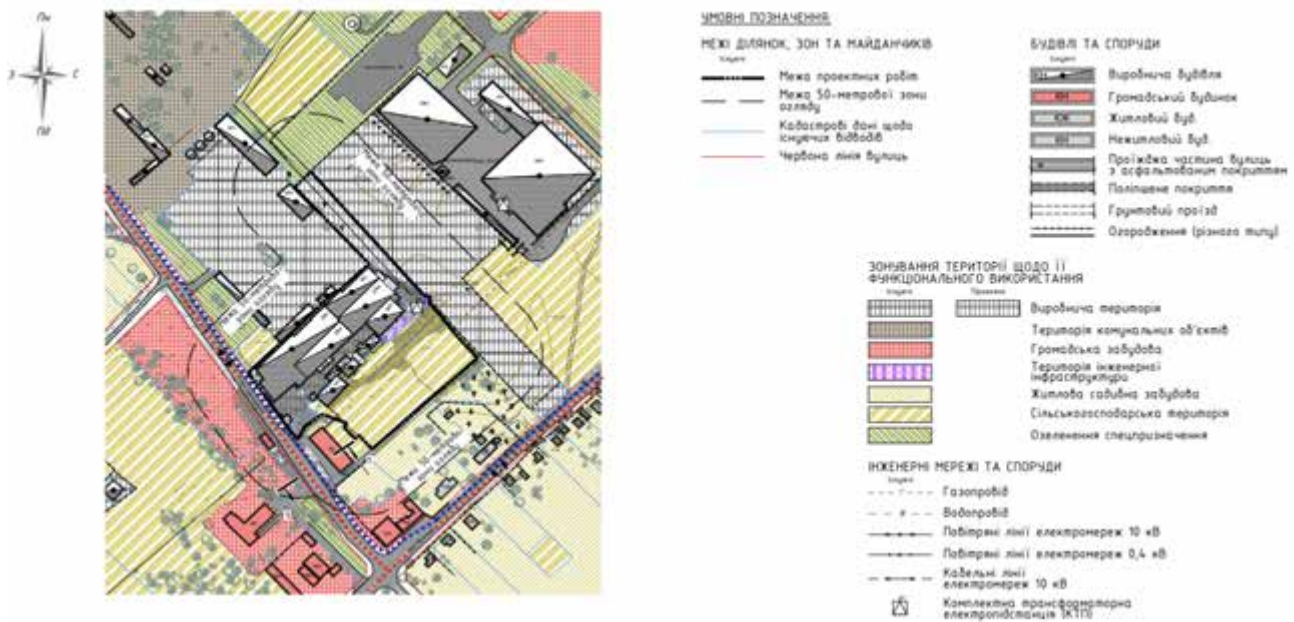 Пн
З
С
Пд
УМОВНІ ПОЗНАЧЕННЯ:
МЕЖІ ДІЛЯНОК, ЗОН ТА МАЙДАНЧИКІВ
Існуючі
Межа проектних робіт
Межа 50-метрової зони
огляду
Кадастрові дані щодо
існуючих відводів
Червона лінія вулиць
БУДІВЛІ ТА СПОРУДИ
Існуючі
Виробнича будівля
Громадський будинок
Житловий буд.
Нежитловий буд.
Проїжджа частина вулиць
з асфальтованим покриттям
Поліпшене покриття
Грунтовий проїзд
Огородження (різного типу)
ЗОНУВАННЯ ТЕРИТОРІЇ ЩОДО ЇЇ
ФУНКЦІОНАЛЬНОГО ВИКОРИСТАННЯ
Існуючі
Виробнича територія
Територія комунальних об'єктів
Громадська забудова
Територія інженерної
інфраструктури
Житлова садибна забудова
Сільськогосподарська територія
Озеленення спецпризначення
ІНЖЕНЕРНІ МЕРЕЖІ ТА СПОРУДИ
Існуючі
Газопровід
Водопровід
Повітряні лінії електромереж 10 кВ
Повітряні лінії електромереж 0,4 кВ
Кабельні лінії
електромереж 10 кВ
Комплектна трансформаторна
електропідстанція (КТП)